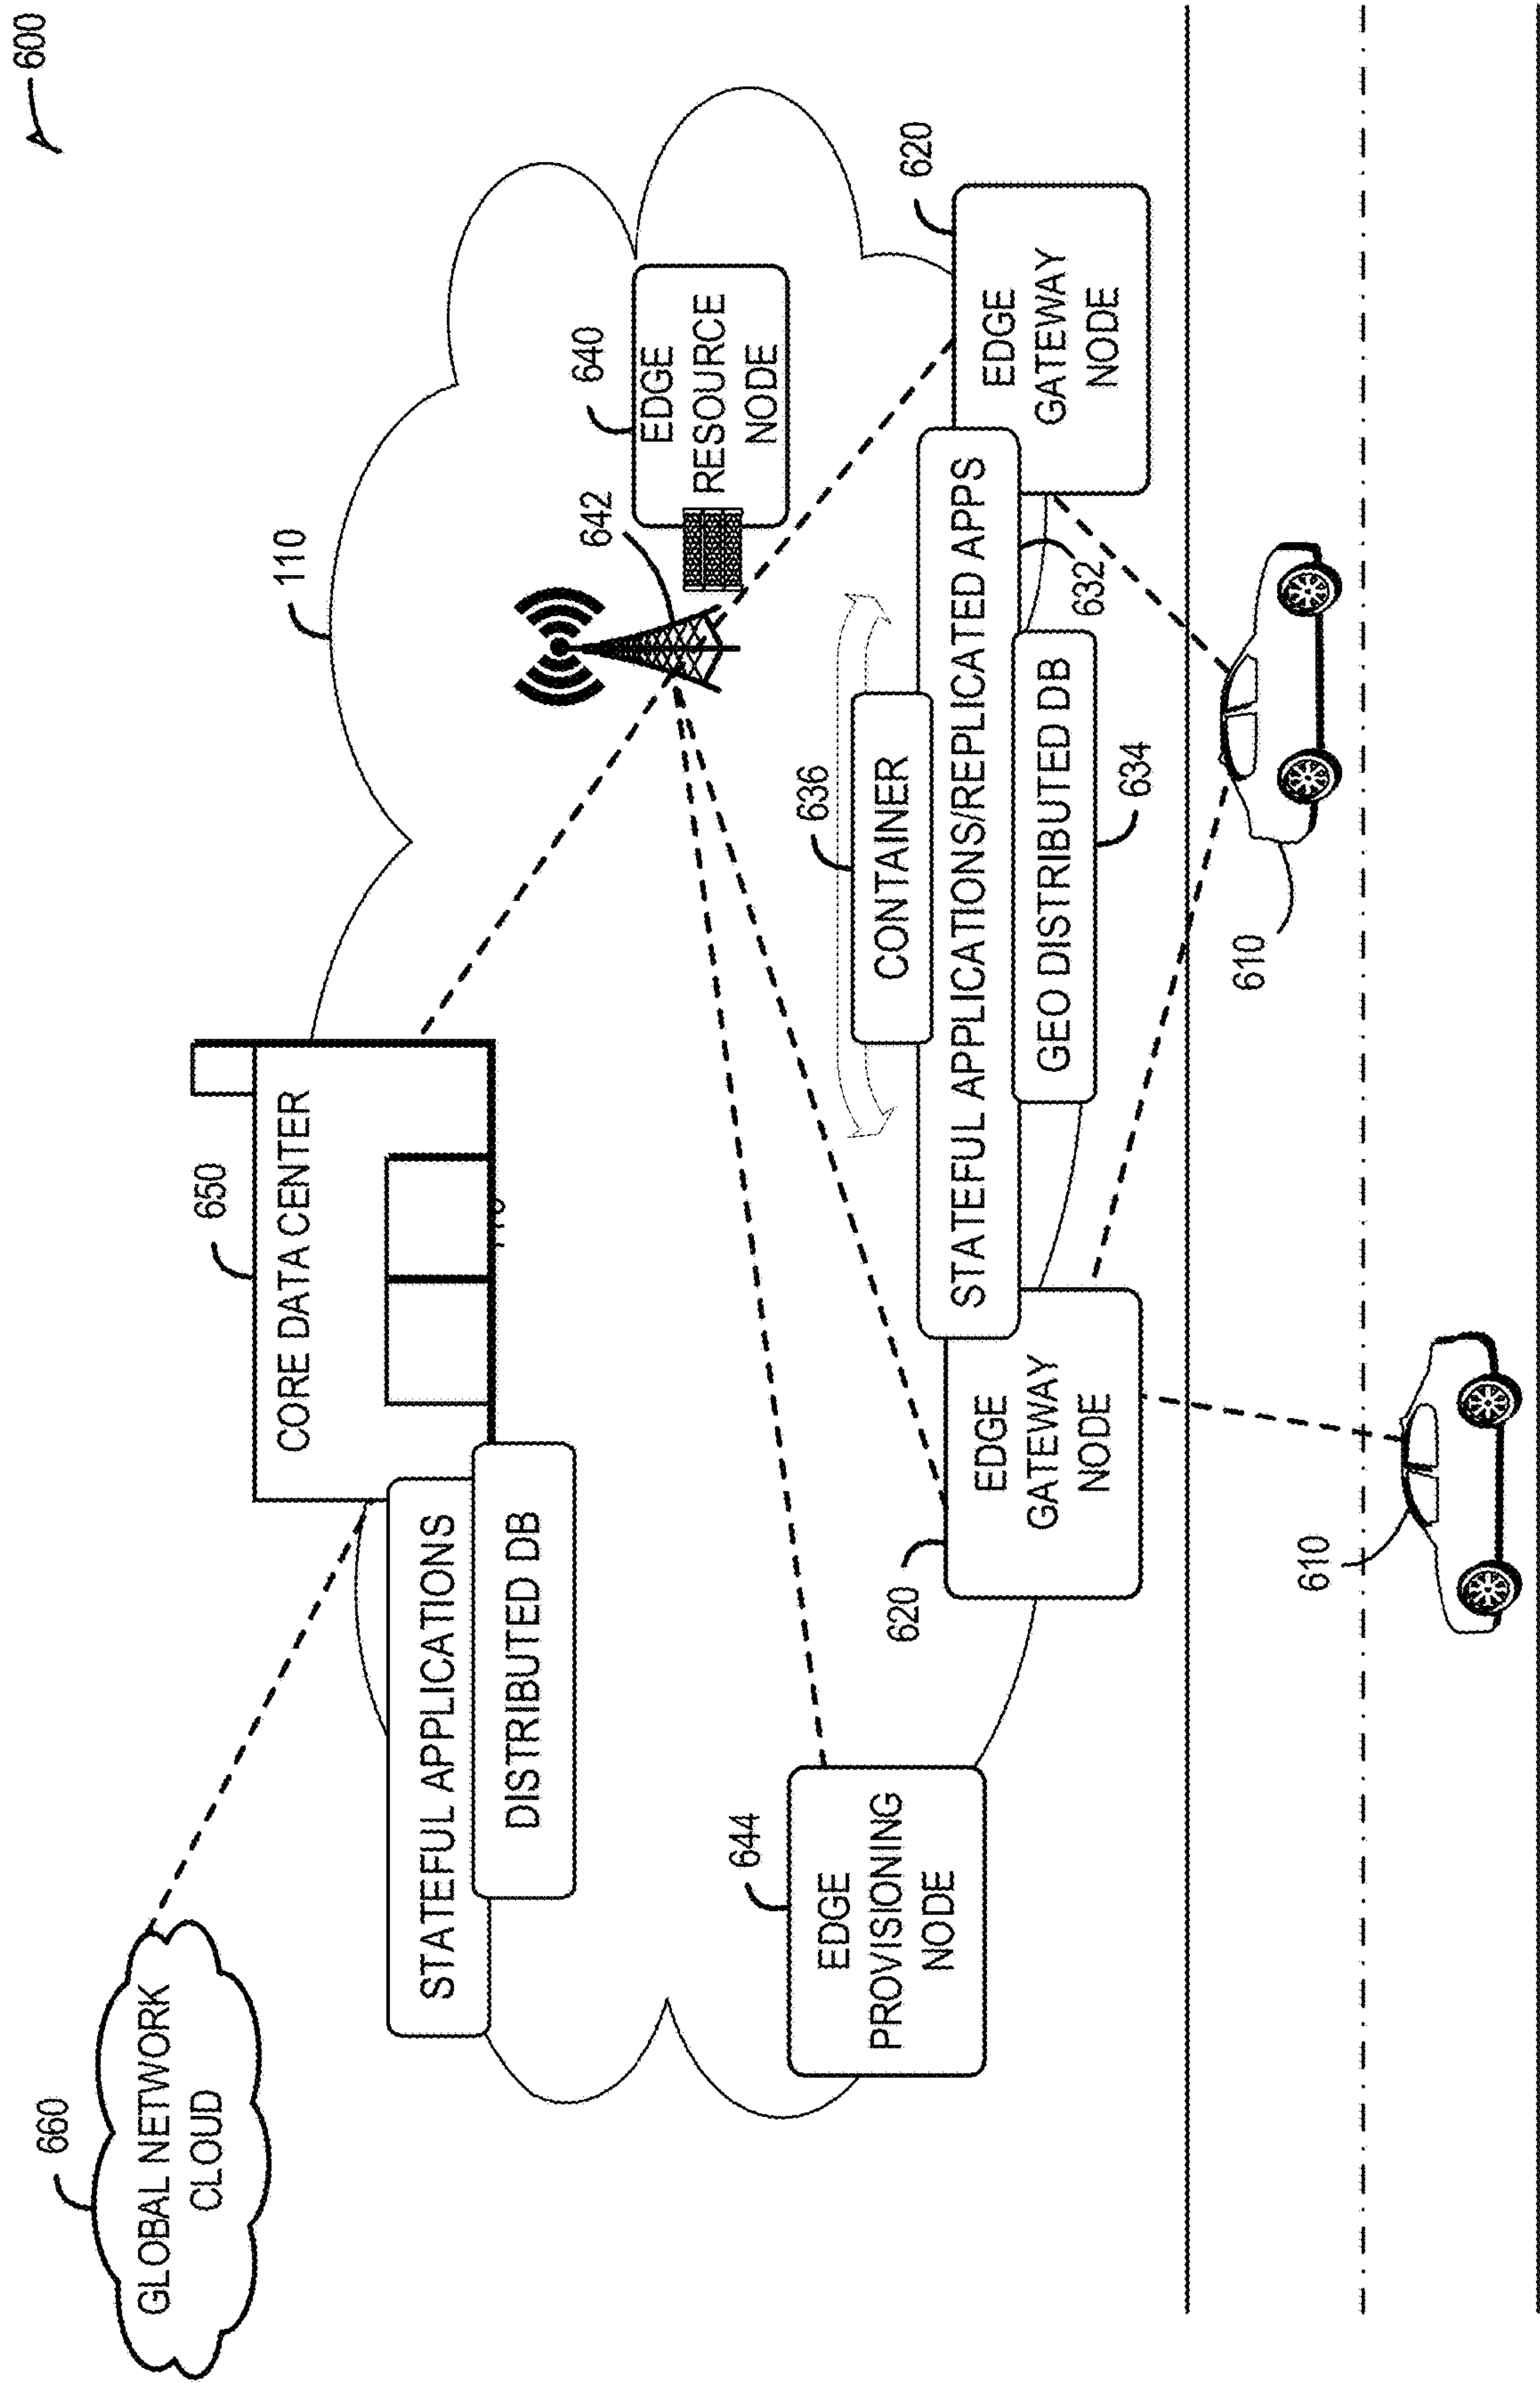 600
660
GLOBAL NETWORK
CLOUD
650
CORE DATA CENTER
STATEFUL APPLICATIONS
DISTRIBUTED DB
110
642
640
EDGE
RESOURCE
NODE
644
EDGE
PROVISIONING
NODE
636
CONTAINER
STATEFUL APPLICATIONS/REPLICATED APPS
632
GEO DISTRIBUTED DB
634
620
EDGE
GATEWAY
NODE
620
EDGE
GATEWAY
NODE
610
610